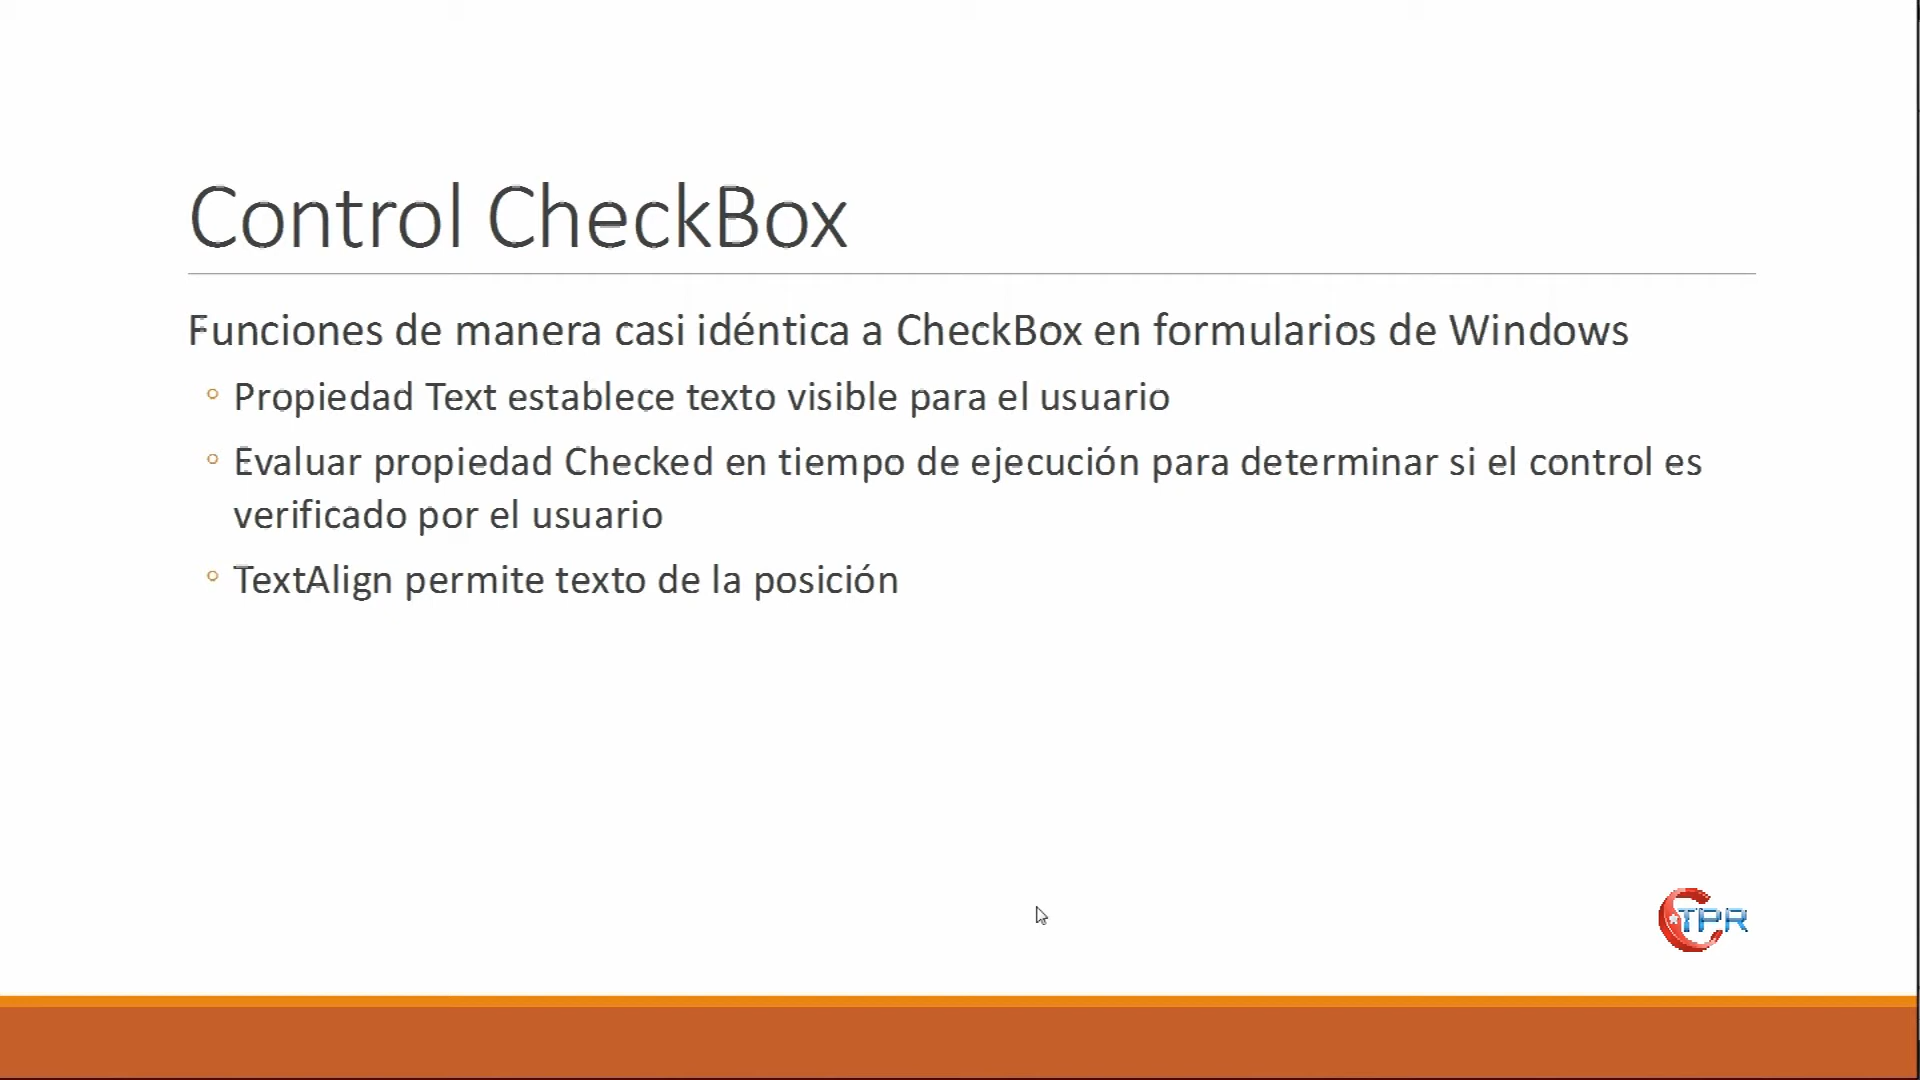 Control CheckBox
Funciones de manera casi idéntica a CheckBox en formularios de Windows
◦ Propiedad Text establece texto visible para el usuario
◦ Evaluar propiedad Checked en tiempo de ejecución para determinar si el control es
verificado por el usuario
◦ TextAlign permite texto de la posición
CTPR